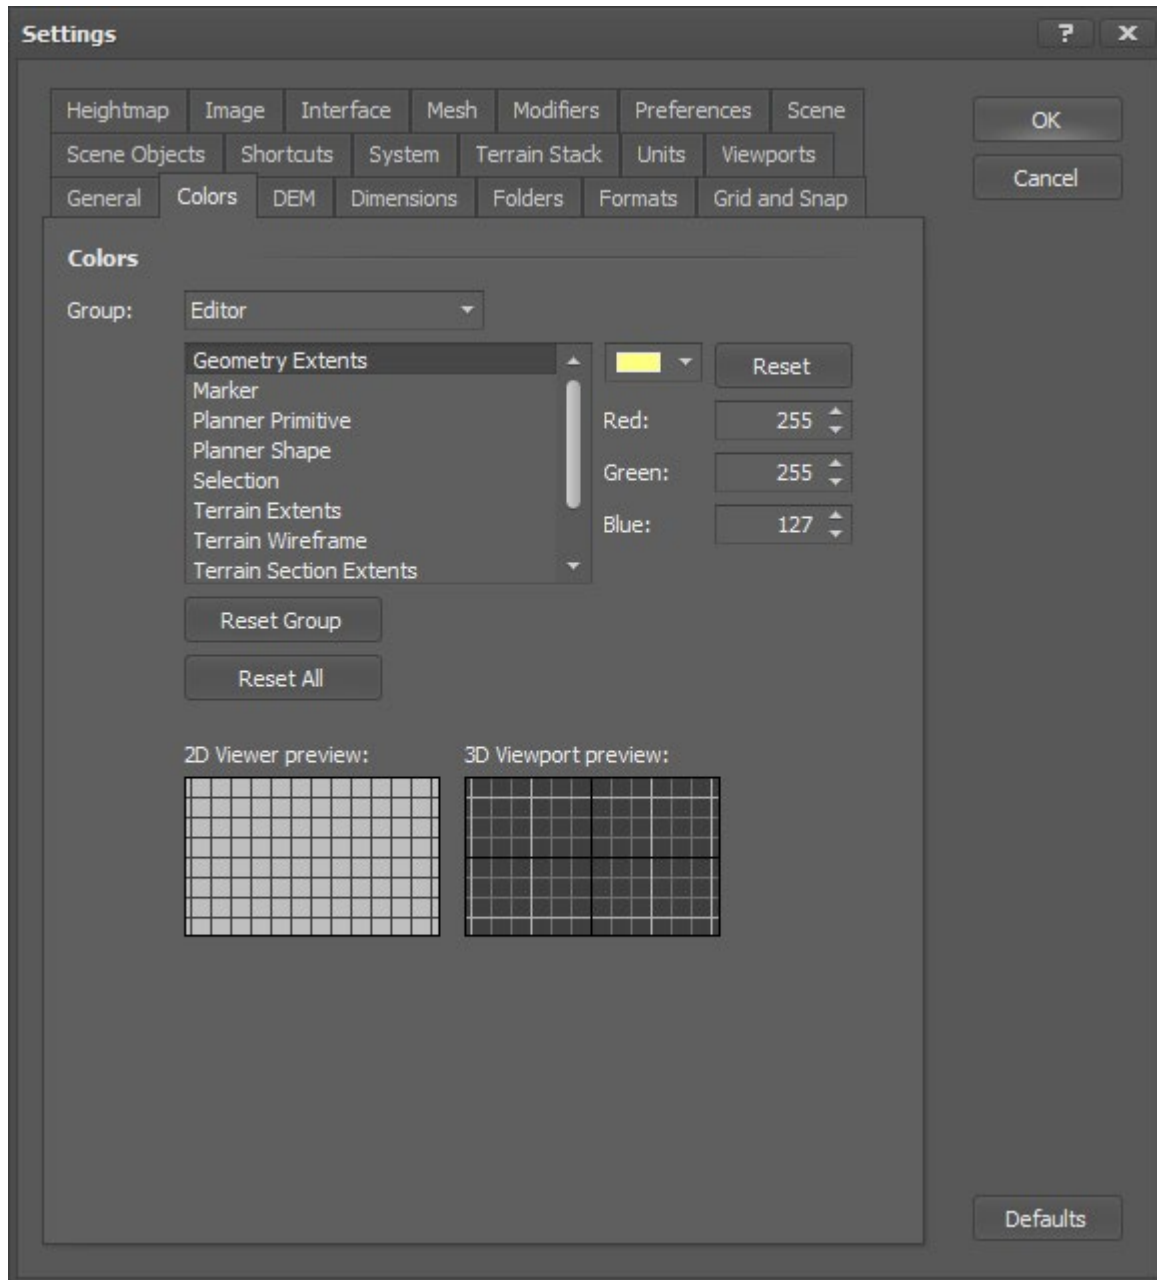 Settings
Heightmap Image Interface Mesh Modifiers Preferences Scene
OK
Scene Objects Shortcuts System Terrain Stack Units Viewports
Cancel
General Colors DEM Dimensions Folders Formats Grid and Snap
Colors
Group: Editor
Geometry Extents
Reset
Marker
Planner Primitive
Red: 255
Planner Shape
Selection
Green: 255
Terrain Extents
Blue: 127
Terrain Wireframe
Terrain Section Extents
Reset Group
Reset All
2D Viewer preview: 3D Viewport preview:
Defaults